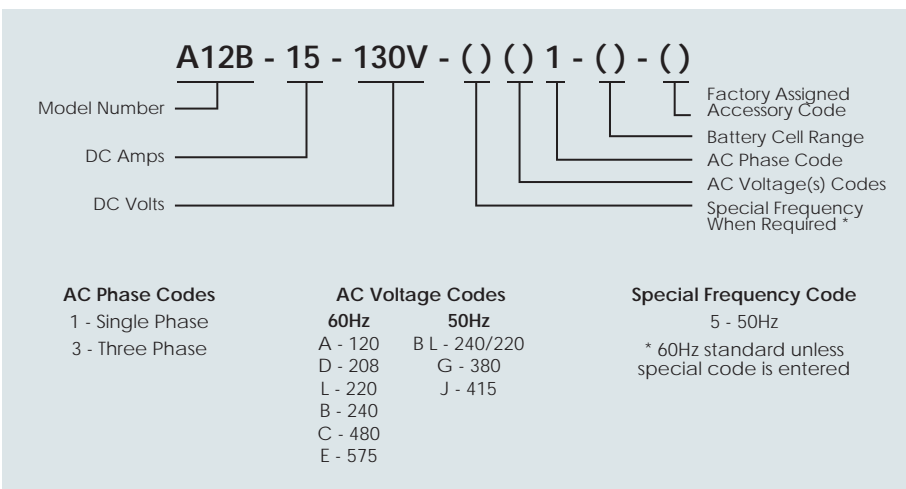 A12B - 15 - 130V - ( ) ( ) 1 - ( ) - ( )
Model Number
DC Amps
DC Volts
Factory Assigned
Accessory Code
Battery Cell Range
AC Phase Code
AC Voltage(s) Codes
Special Frequency
When Required *
AC Phase Codes
1 - Single Phase
3 - Three Phase
AC Voltage Codes
60Hz 50Hz
A - 120 B L - 240/220
D - 208 G - 380
L - 220 J - 415
B - 240
C - 480
E - 575
Special Frequency Code
5 - 50Hz
* 60Hz standard unless
special code is entered